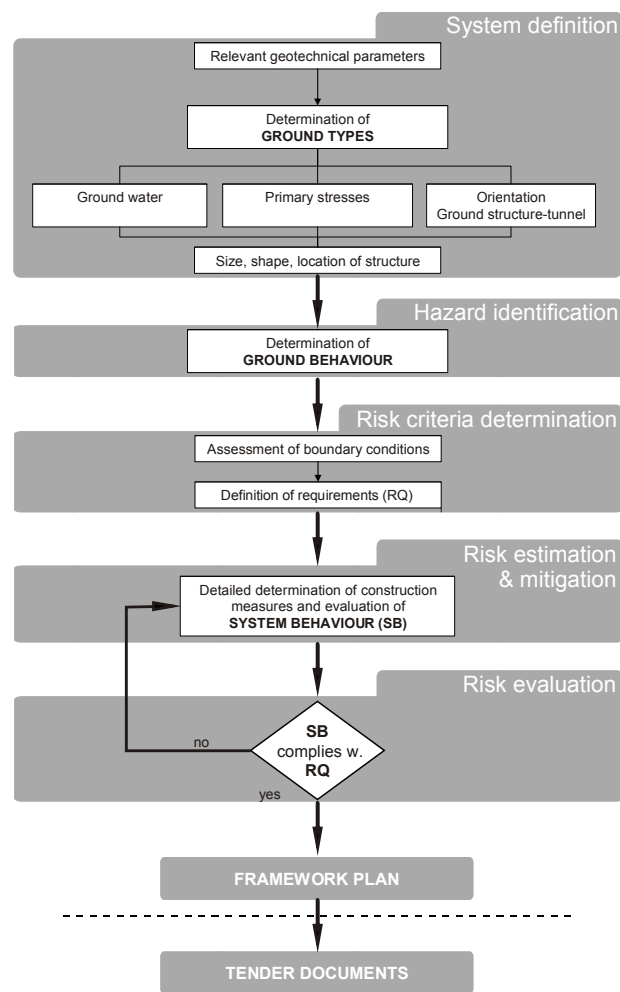 System definition
Relevant geotechnical parameters
Determination of
GROUND TYPES
Ground water
Primary stresses
Orientation
Ground structure-tunnel
Size, shape, location of structure
Hazard identification
Determination of
GROUND BEHAVIOUR
Risk criteria determination
Assessment of boundary conditions
Definition of requirements (RQ)
Risk estimation
& mitigation
Detailed determination of construction
measures and evaluation of
SYSTEM BEHAVIOUR (SB)
Risk evaluation
SB
complies w.
RQ
no
yes
FRAMEWORK PLAN
TENDER DOCUMENTS